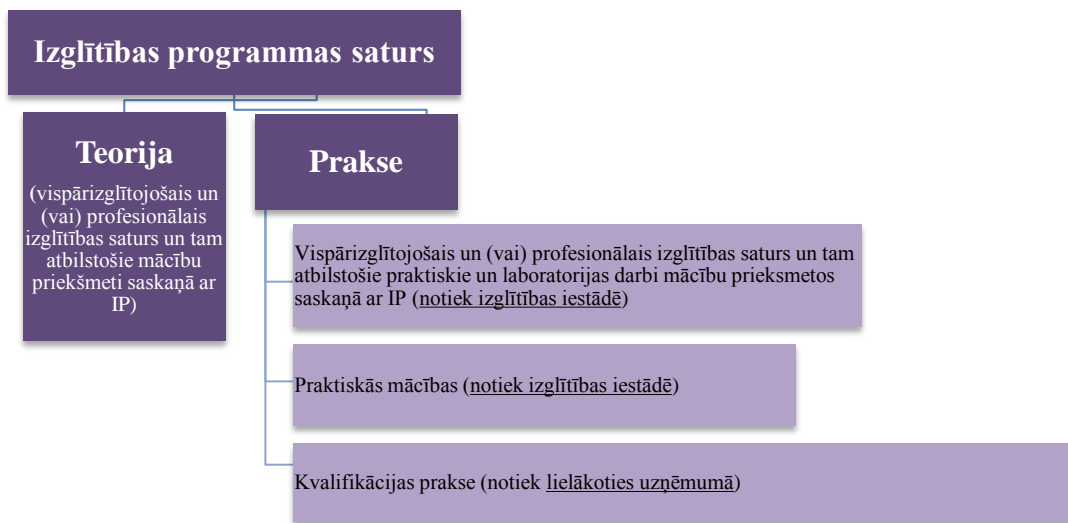 Izglītības programmas saturs
Teorija
(vispārizglītojošais un
(vai) profesionālais
izglītības saturs un tam
atbilstošie mācību
priekšmeti saskaņā ar
IP)
Prakse
Vispārizglītojošais un (vai) profesionālais izglītības saturs un tam
atbilstošie praktiskie un laboratorijas darbi mācību prieksmetos
saskaņā ar IP (notiek izglītības iestādē)
Praktiskās mācības (notiek izglītības iestādē)
Kvalifikācijas prakse (notiek lielākoties uzņēmumā)